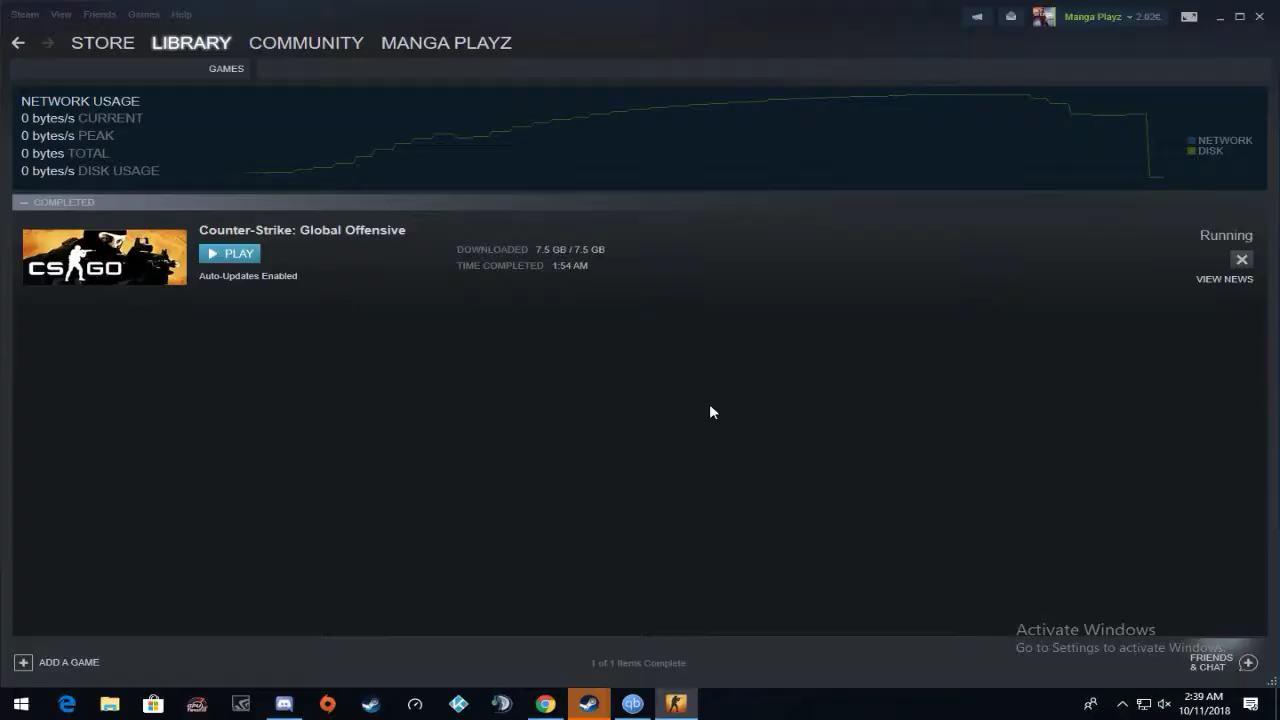 Steam View Friends Games Help
Manga Playz 2.02€
STORE LIBRARY COMMUNITY MANGA PLAYZ
GAMES
NETWORK USAGE
0 bytes/s CURRENT
0 bytes/s PEAK
0 bytes TOTAL
0 bytes/s DISK USAGE
NETWORK
DISK
COMPLETED
Counter-Strike: Global Offensive
PLAY
Auto-Updates Enabled
DOWNLOADED 7.5 GB / 7.5 GB
TIME COMPLETED 1:54 AM
Running
VIEW NEWS
CS GO
Activate Windows
Go to Settings to activate Windows.
ADD A GAME
1 of 1 Items Complete
FRIENDS
& CHAT
qb
2:39 AM
10/11/2018